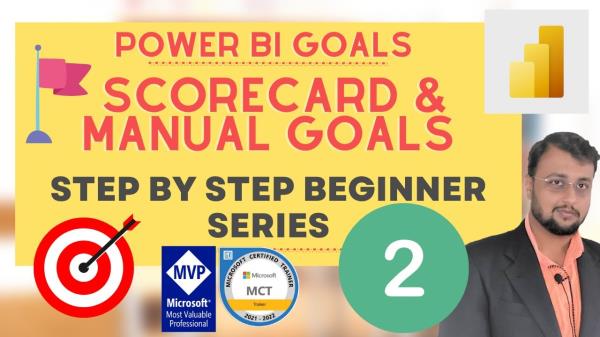 POWER BI GOALS
SCORECARD &
MANUAL GOALS
STEP BY STEP BEGINNER
SERIES
2
MVP
Microsoft®
Most Valuable
Professional
MICROSOFT CERTIFIED TRAINER
Microsoft
MCT
Trainer
2021 - 2022